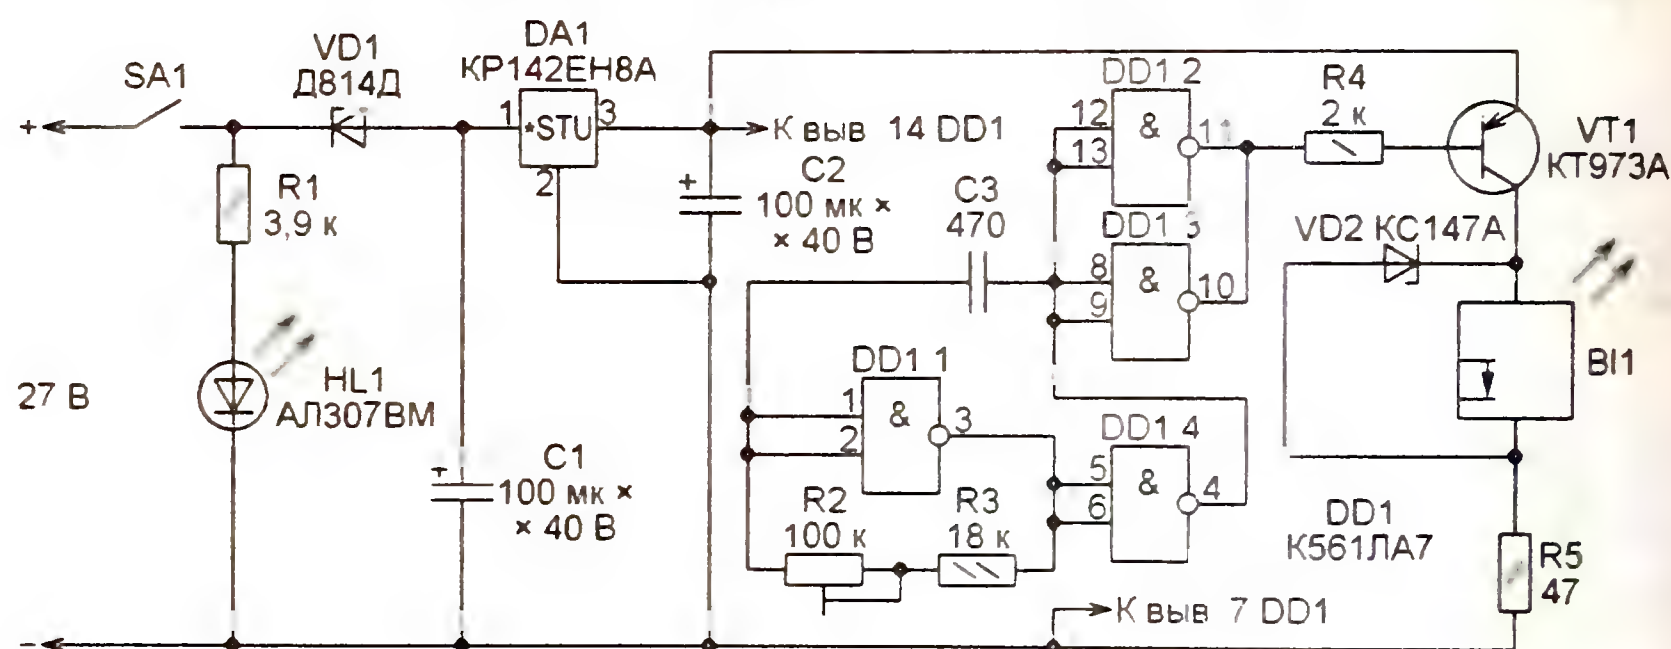 SA1
VD1
Д814Д
DA1
КР142ЕН8А
1
*STU
3
2
+
К выв 14 DD1
+
C2
100 мк ×
× 40 В
R1
3,9 к
HL1
АЛ307ВМ
27 В
+
C1
100 мк ×
× 40 В
–
C3
470
DD1 2
12
13
&
11
DD1 3
8
9
&
10
DD1 1
1
2
&
3
DD1 4
5
6
&
4
R2
100 к
R3
18 к
R4
2 к
VT1
КТ973А
VD2 КС147А
BI1
DD1
К561ЛА7
R5
47
К выв 7 DD1